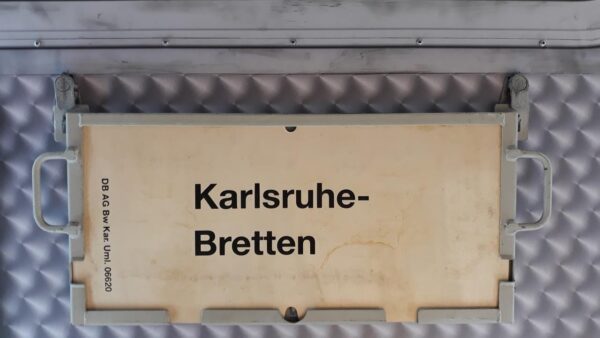 Karlsruhe-
Bretten
DB AG Bw Kar. Uml. 06620